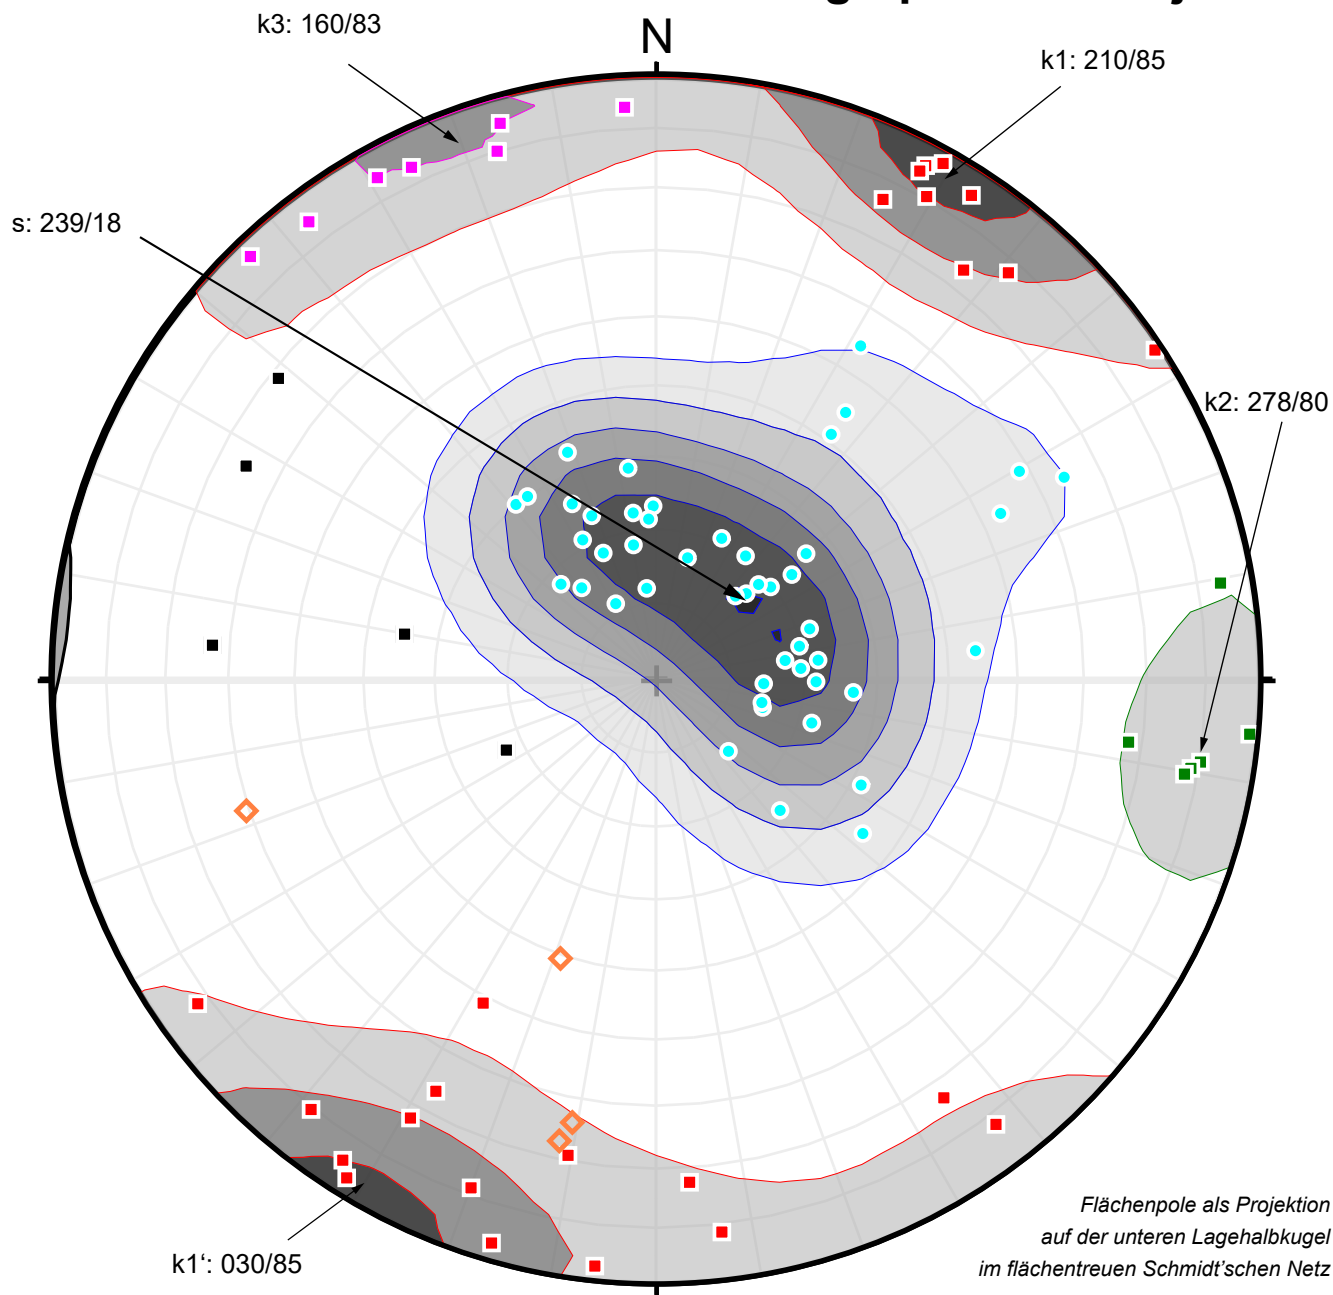 k3: 160/83
N
k1: 210/85
s: 239/18
k2: 278/80
k1‘: 030/85
Flächenpole als Projektion
auf der unteren Lagehalbkugel
im flächentreuen Schmidt’schen Netz